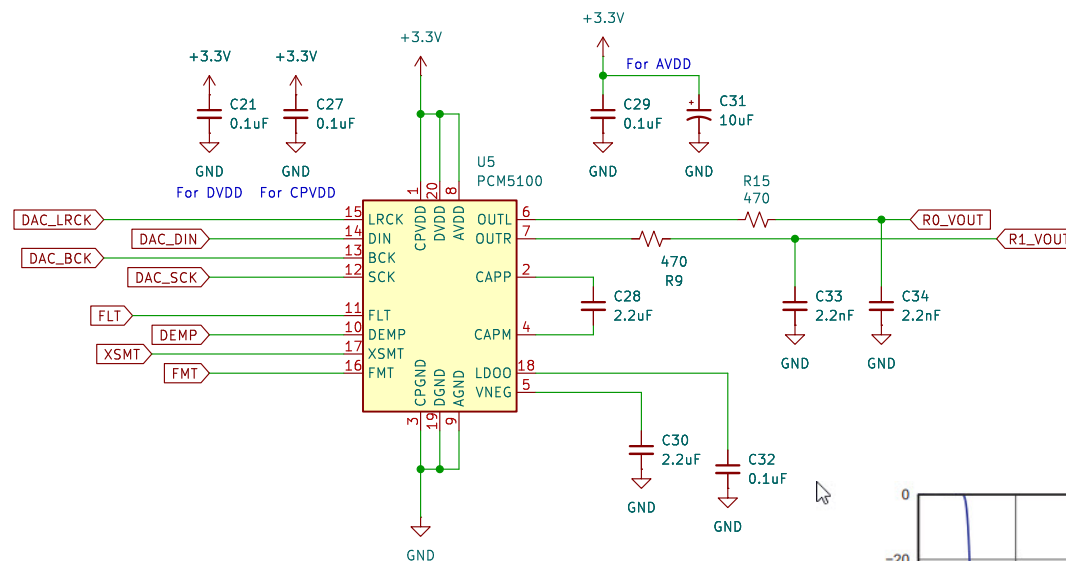 +3.3V
+3.3V
+3.3V
+3.3V
For AVDD
C21
0.1uF
C27
0.1uF
C29
0.1uF
C31
10uF
+
GND
GND
GND
GND
For DVDD
For CPVDD
U5
PCM5100
1
20
8
CPVDD
DVDD
AVDD
R15
470
DAC_LRCK
15
LRCK
OUTL
6
R0_VOUT
DAC_DIN
14
DIN
OUTR
7
R1_VOUT
470
R9
DAC_BCK
13
BCK
DAC_SCK
12
SCK
CAPP
2
C28
2.2uF
C33
2.2nF
C34
2.2nF
FLT
11
FLT
DEMP
10
DEMP
CAPM
4
XSMT
17
XSMT
GND
GND
FMT
16
FMT
LDOO
18
VNEG
5
CPGND
DGND
AGND
3
19
9
C30
2.2uF
C32
0.1uF
GND
GND
GND
0
−20